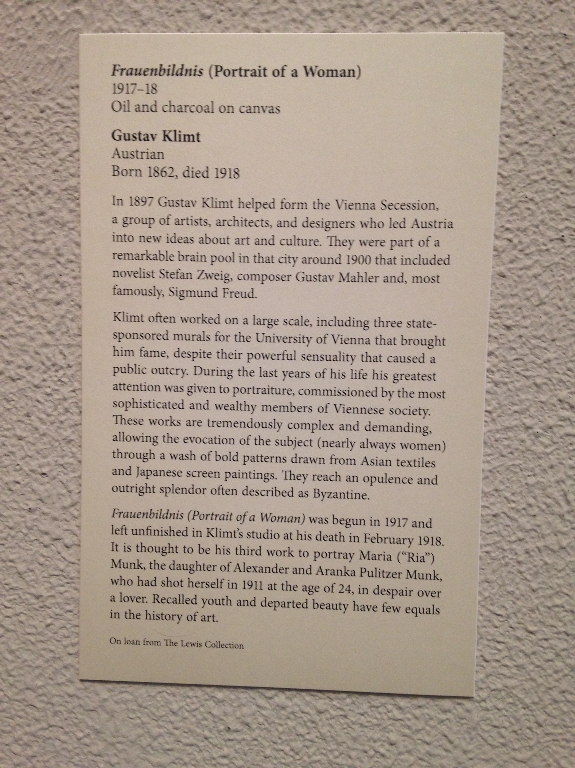 Frauenbildnis (Portrait of a Woman)
1917–18
Oil and charcoal on canvas
Gustav Klimt
Austrian
Born 1862, died 1918
In 1897 Gustav Klimt helped form the Vienna Secession,
a group of artists, architects, and designers who led Austria
into new ideas about art and culture. They were part of a
remarkable brain pool in that city around 1900 that included
novelist Stefan Zweig, composer Gustav Mahler and, most
famously, Sigmund Freud.
Klimt often worked on a large scale, including three state-
sponsored murals for the University of Vienna that brought
him fame, despite their powerful sensuality that caused a
public outcry. During the last years of his life his greatest
attention was given to portraiture, commissioned by the most
sophisticated and wealthy members of Viennese society.
These works are tremendously complex and demanding,
allowing the evocation of the subject (nearly always women)
through a wash of bold patterns drawn from Asian textiles
and Japanese screen paintings. They reach an opulence and
outright splendor often described as Byzantine.
Frauenbildnis (Portrait of a Woman) was begun in 1917 and
left unfinished in Klimt's studio at his death in February 1918.
It is thought to be his third work to portray Maria (“Ria”)
Munk, the daughter of Alexander and Aranka Pulitzer Munk,
who had shot herself in 1911 at the age of 24, in despair over
a lover. Recalled youth and departed beauty have few equals
in the history of art.
On loan from The Lewis Collection